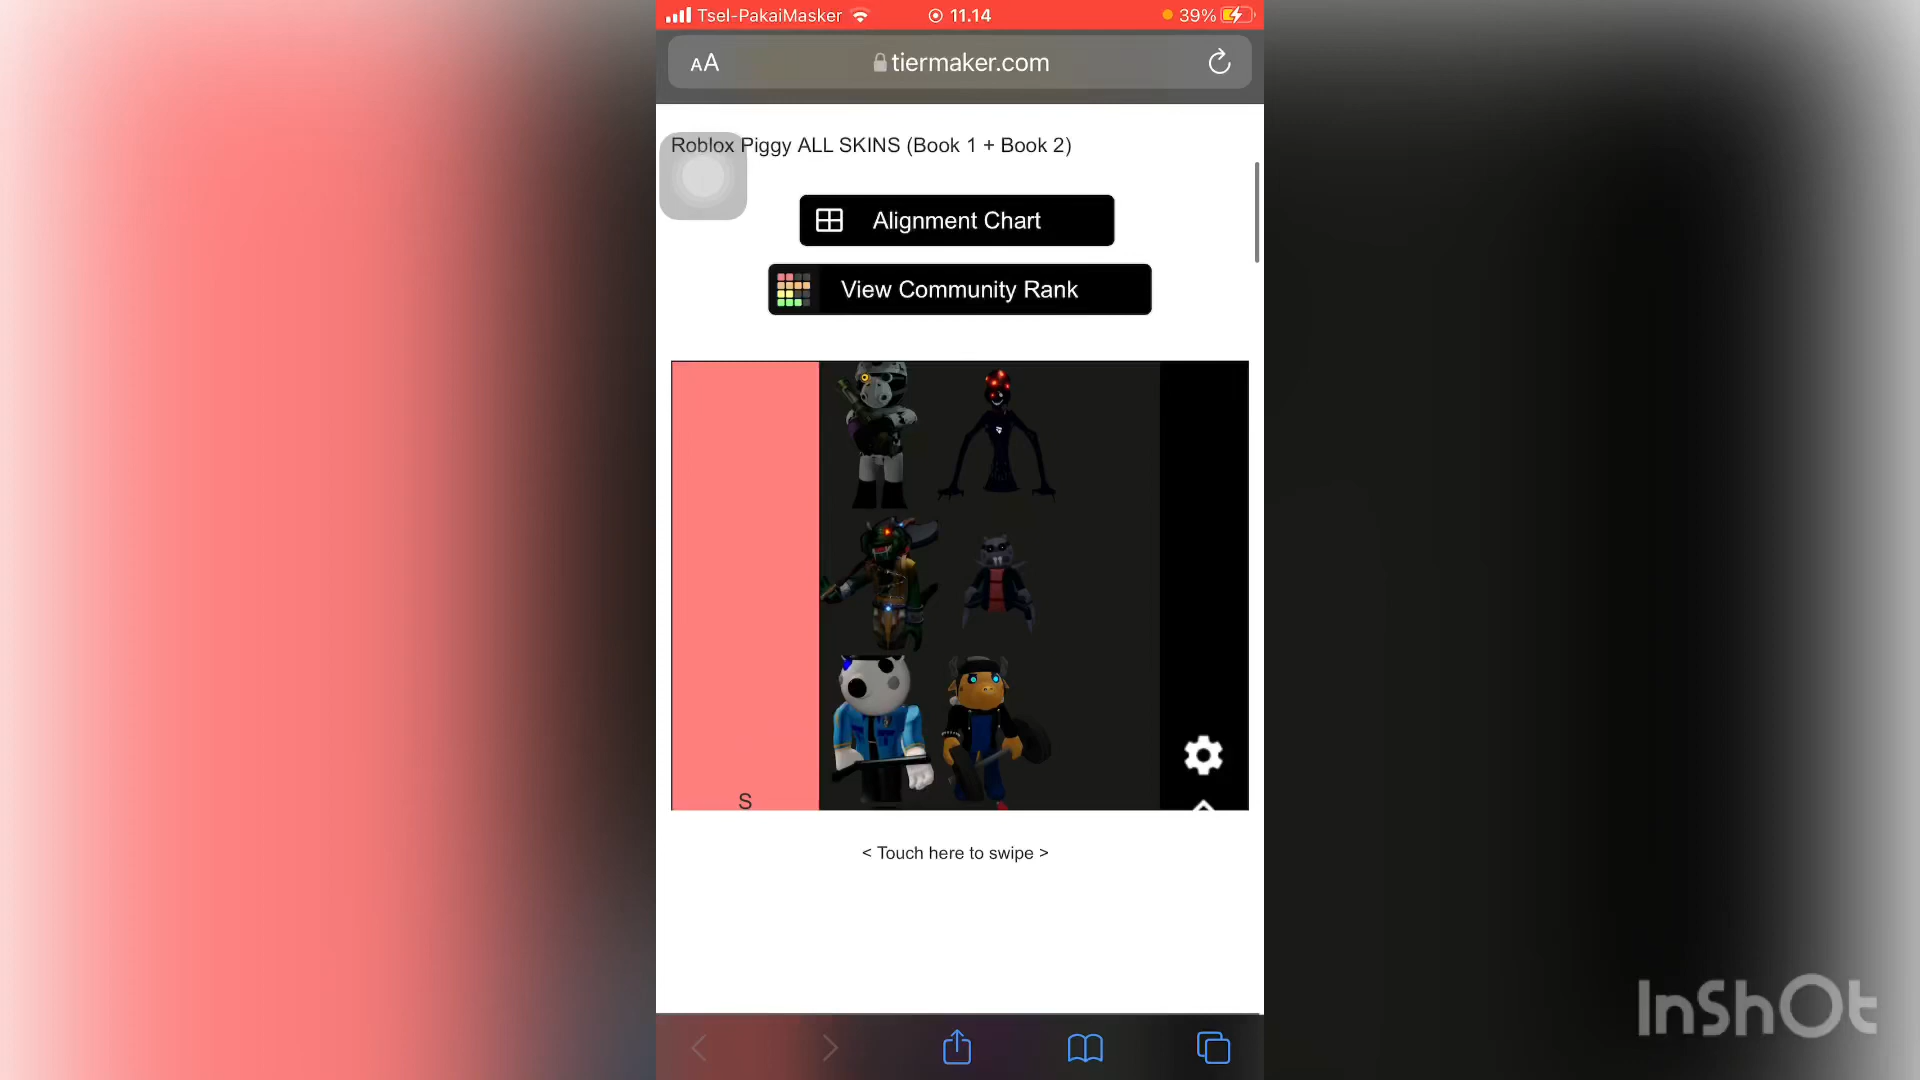 Tsel-PakaiMasker 11.14 39%
AA tiermaker.com
Roblox Piggy ALL SKINS (Book 1 + Book 2)
Alignment Chart
View Community Rank
S
< Touch here to swipe >
InShOt